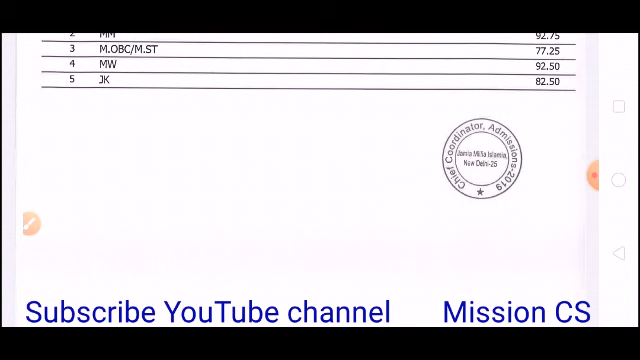 2 MM 92.75
3 M.OBC/M.ST 77.25
4 MW 92.50
5 JK 82.50
Chief Coordinator, Admissions-2019
Jamia Millia Islamia,
New Delhi-25
Subscribe YouTube channel Mission CS